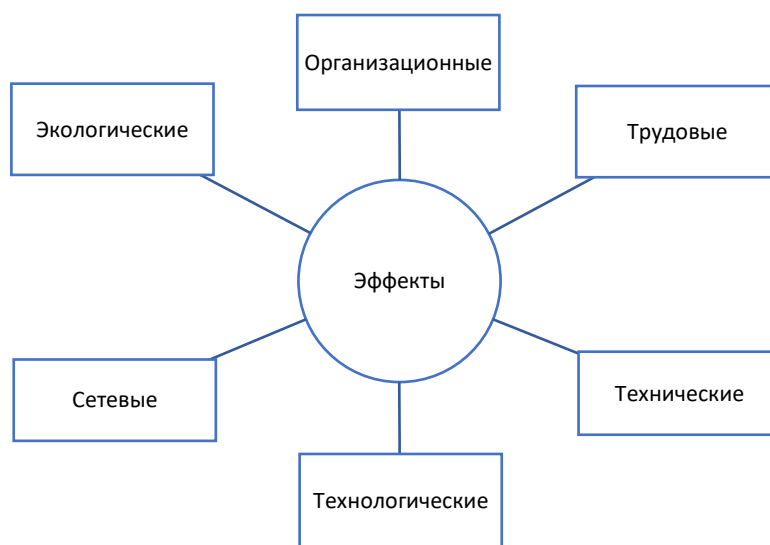 Организационные
Экологические
Трудовые
Эффекты
Сетевые
Технические
Технологические